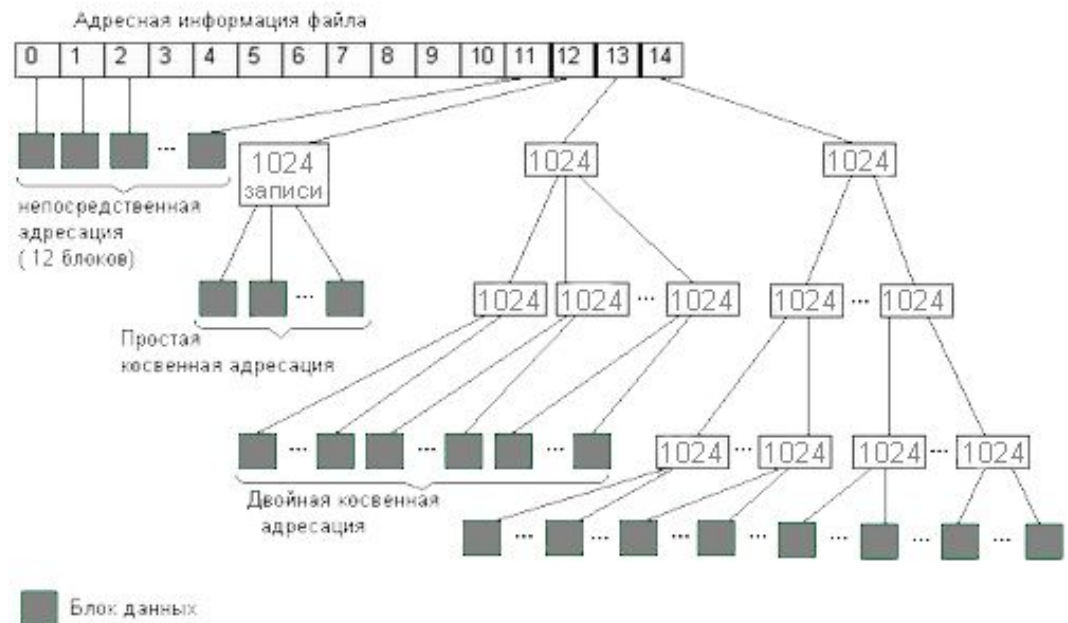 Адресная информация файла
0 1 2 3 4 5 6 7 8 9 10 11 12 13 14
...
1024
записи
1024
1024
непосредственная
адресация
( 12 блоков)
...
1024 1024 ... 1024
1024 ... 1024
Простая
косвенная адресация
... ... ...
1024 ... 1024 1024 ... 1024
Двойная косвенная
адресация
... ... ... ... ... ... ...
Блок данных